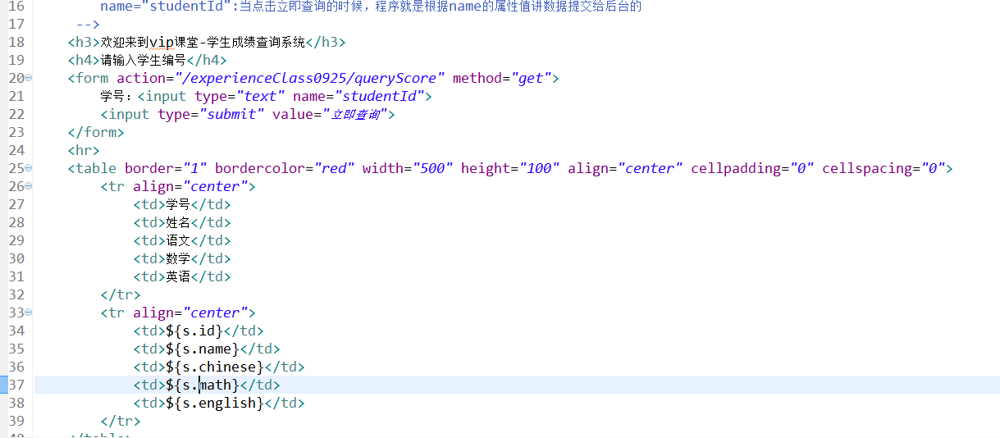 16 name="studentId":当点击立即查询的时候，程序就是根据name的属性值讲数据提交给后台的
17 -->
18 <h3>欢迎来到vip课堂-学生成绩查询系统</h3>
19 <h4>请输入学生编号</h4>
20 <form action="/experienceClass0925/queryScore" method="get">
21 学号：<input type="text" name="studentId">
22 <input type="submit" value="立即查询">
23 </form>
24 <hr>
25 <table border="1" bordercolor="red" width="500" height="100" align="center" cellpadding="0" cellspacing="0">
26 <tr align="center">
27 <td>学号</td>
28 <td>姓名</td>
29 <td>语文</td>
30 <td>数学</td>
31 <td>英语</td>
32 </tr>
33 <tr align="center">
34 <td>${s.id}</td>
35 <td>${s.name}</td>
36 <td>${s.chinese}</td>
37 <td>${s.math}</td>
38 <td>${s.english}</td>
39 </tr>
40 </table>